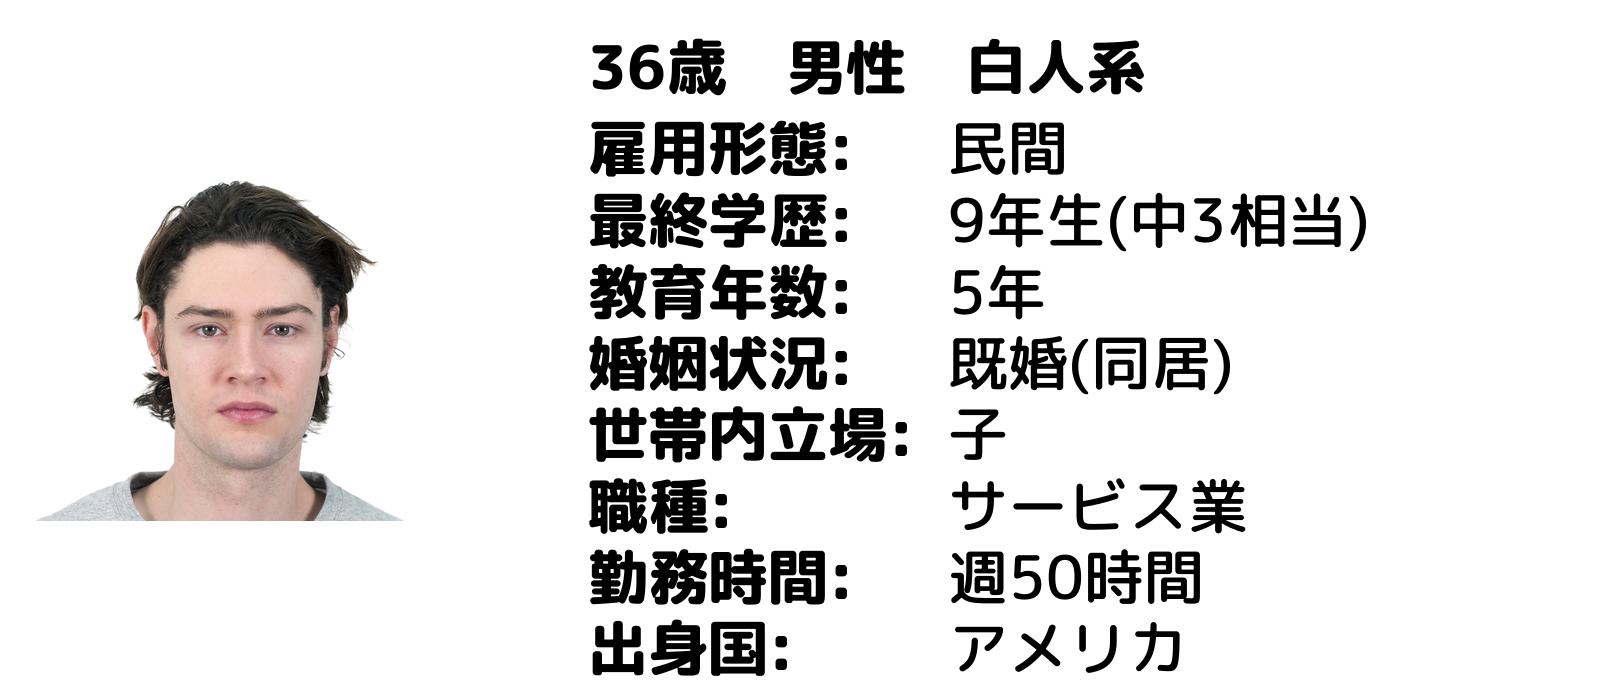 36歳　男性　白人系
雇用形態:　民間
最終学歴:　9年生(中3相当)
教育年数:　5年
婚姻状況:　既婚(同居)
世帯内立場:　子
職種:　サービス業
勤務時間:　週50時間
出身国:　アメリカ